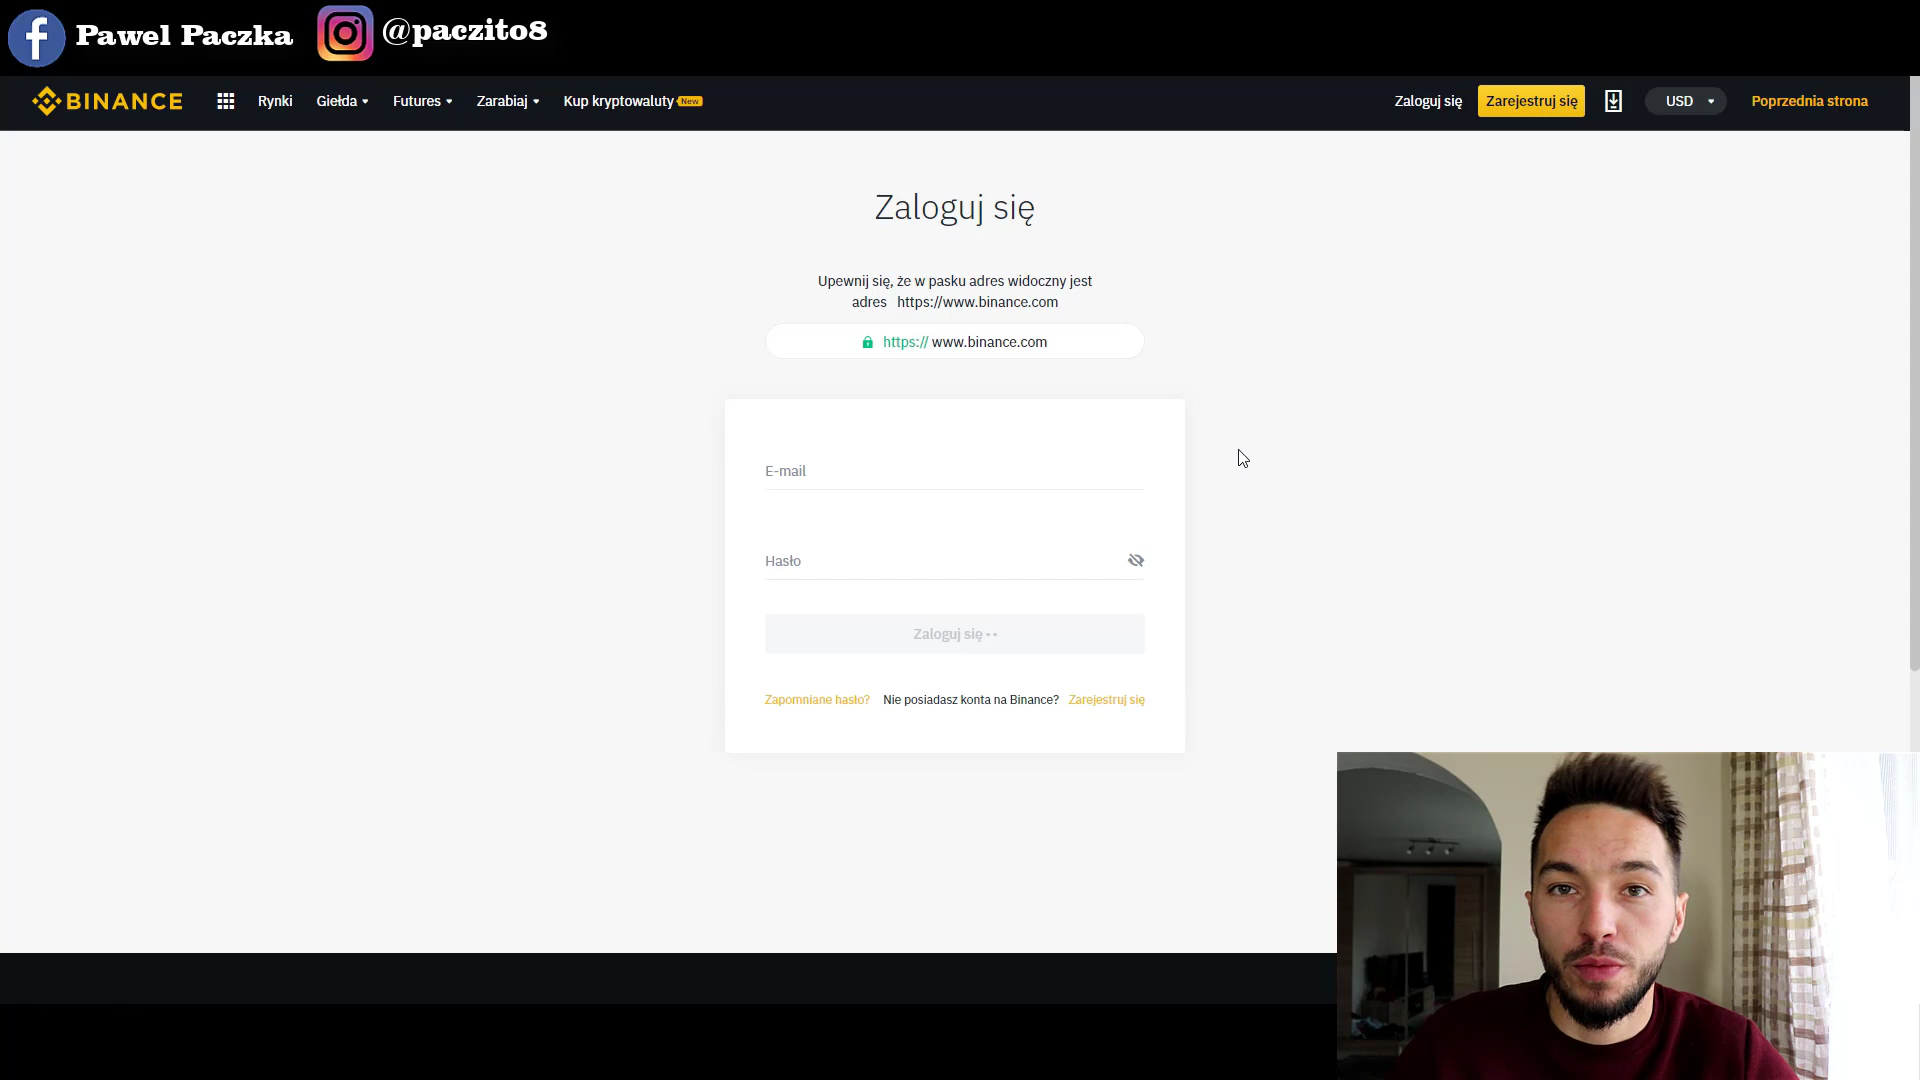 Pawel Paczka @paczito8
BINANCE Rynki Giełda Futures Zarabiaj Kup kryptowaluty New Zaloguj się Zarejestruj się USD Poprzednia strona
Zaloguj się
Upewnij się, że w pasku adres widoczny jest
adres https://www.binance.com
https://www.binance.com
E-mail
Hasło
Zaloguj się
Zapomniane hasło? Nie posiadasz konta na Binance? Zarejestruj się